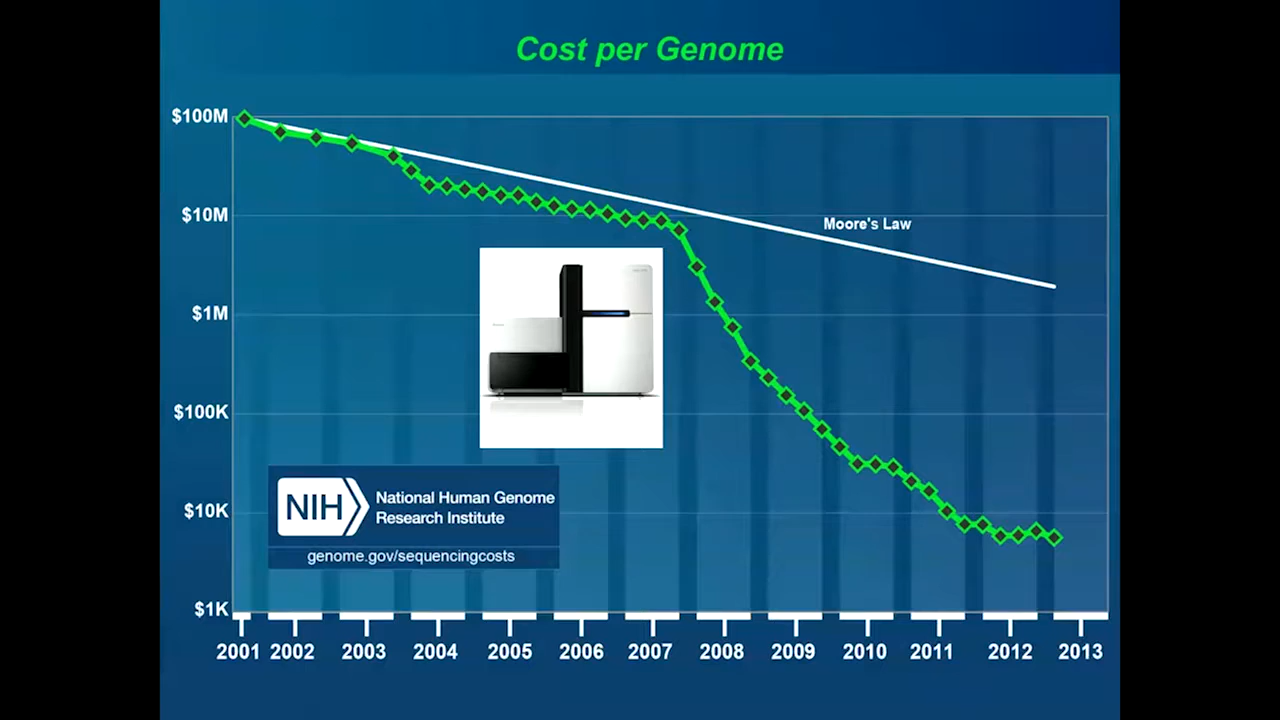 Cost per Genome
$100M
$10M
Moore's Law
$1M
$100K
NIH
National Human Genome
Research Institute
$10K
genome.gov/sequencingcosts
$1K
2001 2002 2003 2004 2005 2006 2007 2008 2009 2010 2011 2012 2013